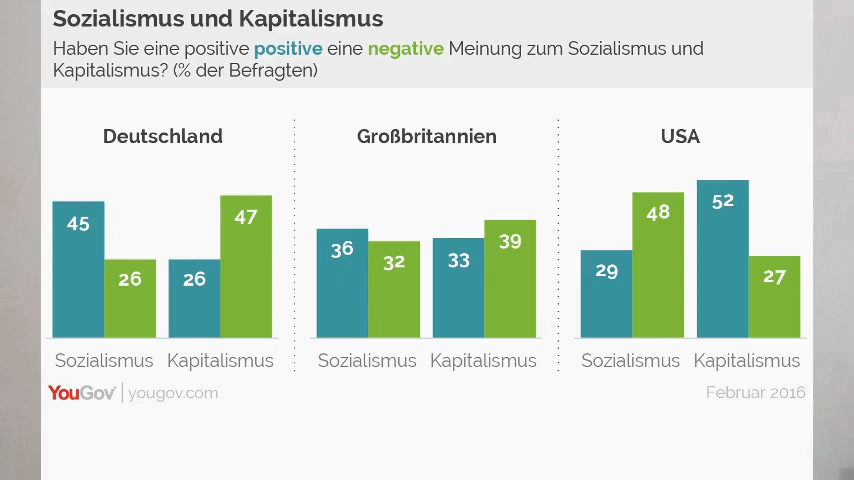 Sozialismus und Kapitalismus
Haben Sie eine positive positive eine negative Meinung zum Sozialismus und
Kapitalismus? (% der Befragten)
Deutschland
Großbritannien
USA
45
26
26
47
36
32
33
39
29
48
52
27
Sozialismus Kapitalismus
Sozialismus Kapitalismus
Sozialismus Kapitalismus
YouGov | yougov.com
Februar 2016